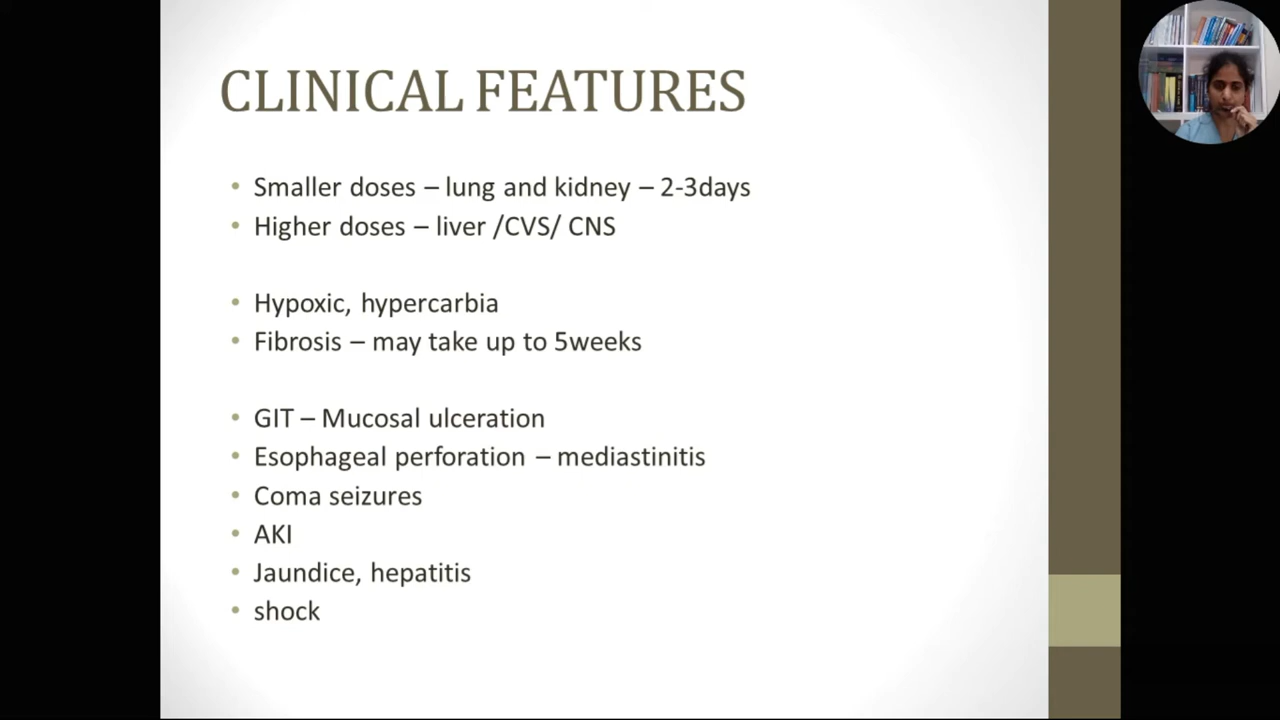 CLINICAL FEATURES
• Smaller doses – lung and kidney – 2-3days
• Higher doses – liver /CVS/ CNS
• Hypoxic, hypercarbia
• Fibrosis – may take up to 5weeks
• GIT – Mucosal ulceration
• Esophageal perforation – mediastinitis
• Coma seizures
• AKI
• Jaundice, hepatitis
• shock